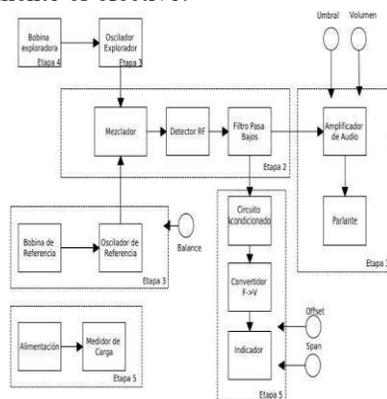 Umbral
Volumen
Bobina
exploradora
Etapa 4
Oscilador
Explorador
Etapa 3
Mezclador
Detector RF
Filtro Pasa
Bajos
Etapa 2
Amplificador
de Audio
Parlante
Bobina de
Referencia
Oscilador de
Referencia
Etapa 3
Balance
Circuito
Acondicionado
Convertidor
F->V
Indicador
Etapa 5
Offset
Span
Alimentación
Medidor de
Carga
Etapa 5